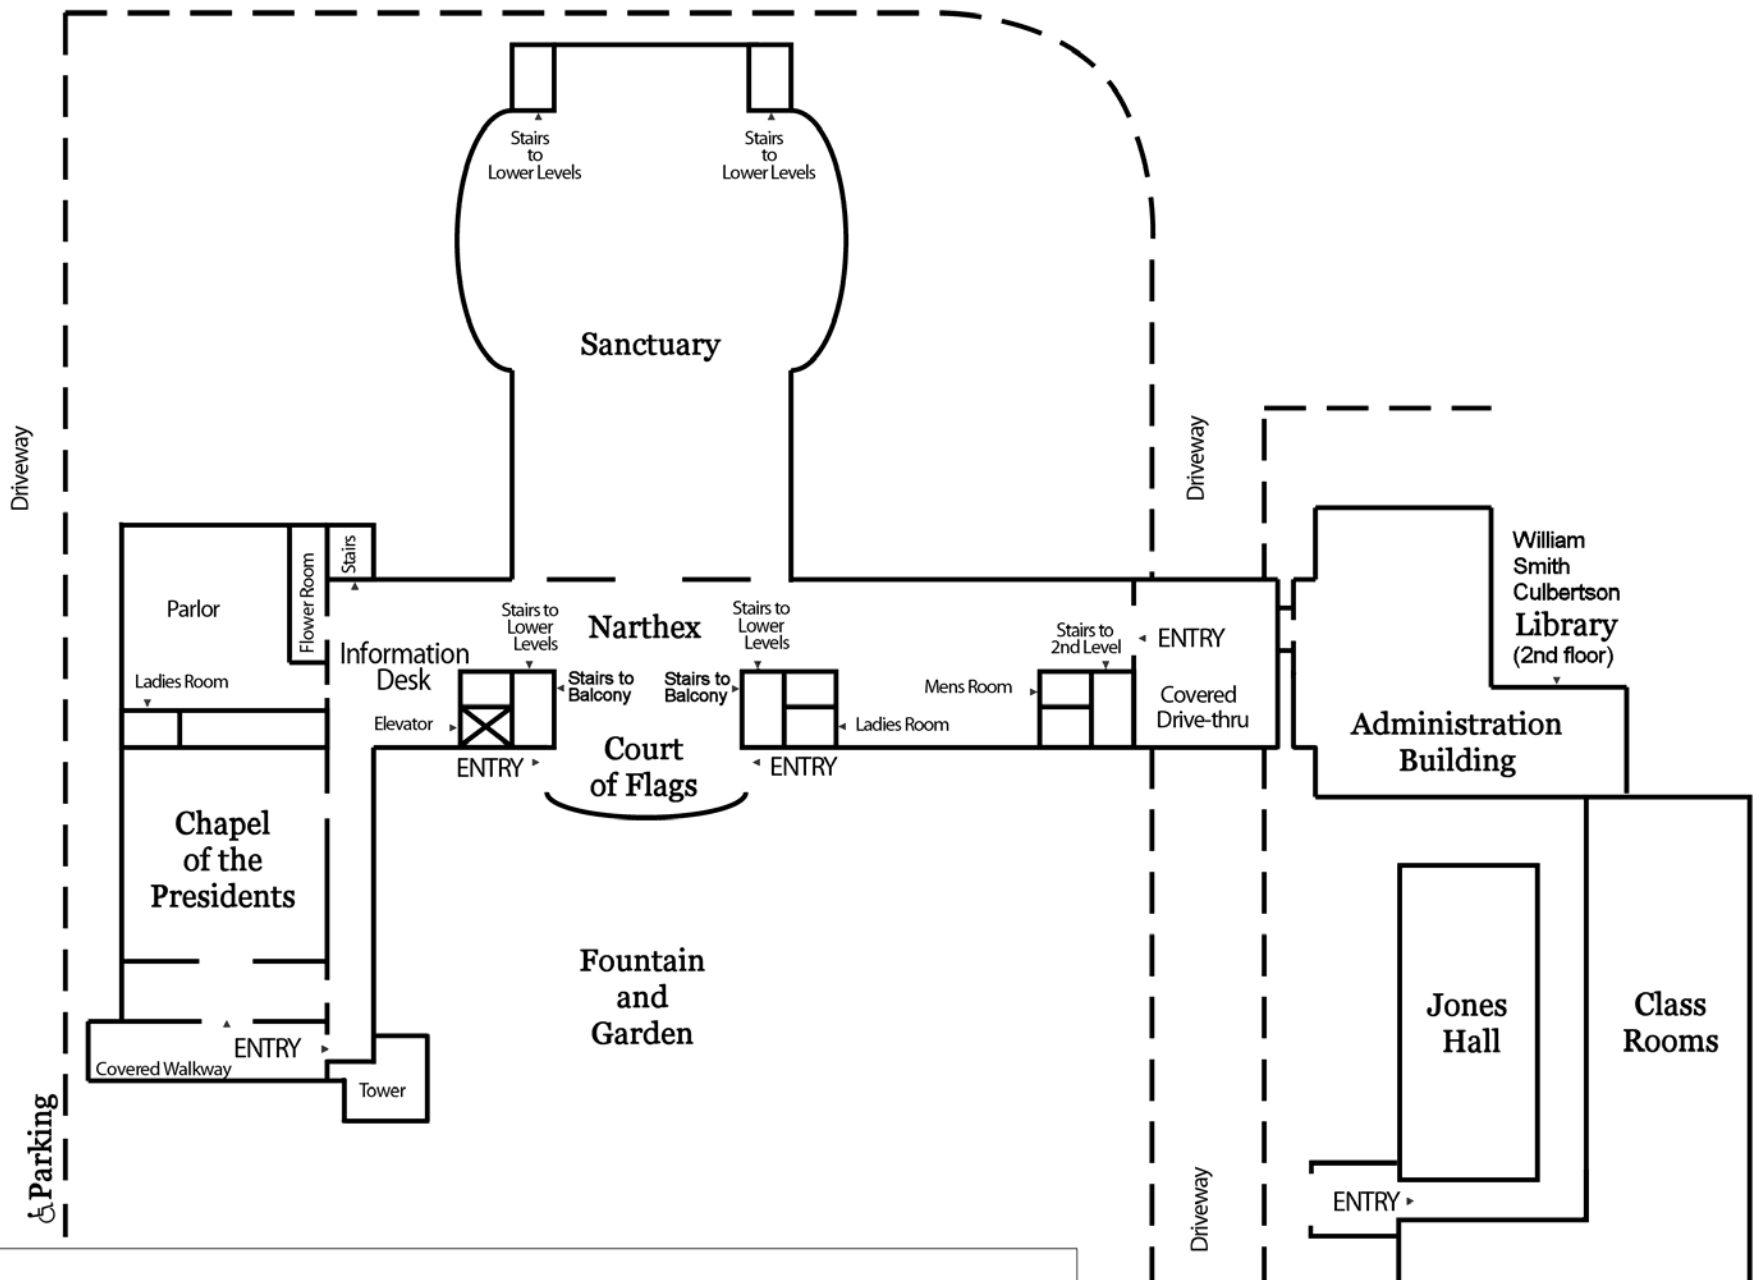 Stairs
to
Lower Levels
Stairs
to
Lower Levels
Sanctuary
Driveway
Driveway
Parlor
Flower Room
Stairs
Ladies Room
Information
Desk
Elevator
Stairs to
Lower
Levels
Narthex
Stairs to
Lower
Levels
Stairs to
Balcony
Stairs to
Balcony
Mens Room
Ladies Room
Stairs to
2nd Level
ENTRY
Covered
Drive-thru
William
Smith
Culbertson
Library
(2nd floor)
Administration
Building
ENTRY
Court
of Flags
ENTRY
Chapel
of the
Presidents
Fountain
and
Garden
ENTRY
Covered Walkway
Tower
Parking
Jones
Hall
Class
Rooms
ENTRY
Driveway